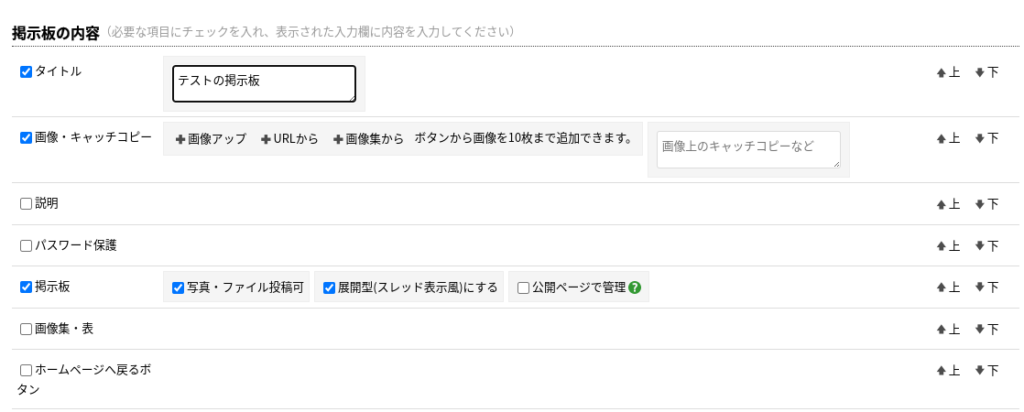 掲示板の内容（必要な項目にチェックを入れ、表示された入力欄に内容を入力してください）
タイトル テストの掲示板 上 下
画像・キャッチコピー 画像アップ URLから 画像集から ボタンから画像を10枚まで追加できます。 画像上のキャッチコピーなど 上 下
説明 上 下
パスワード保護 上 下
掲示板 写真・ファイル投稿可 展開型(スレッド表示風)にする 公開ページで管理 ? 上 下
画像集・表 上 下
ホームページへ戻るボ 上 下
タン